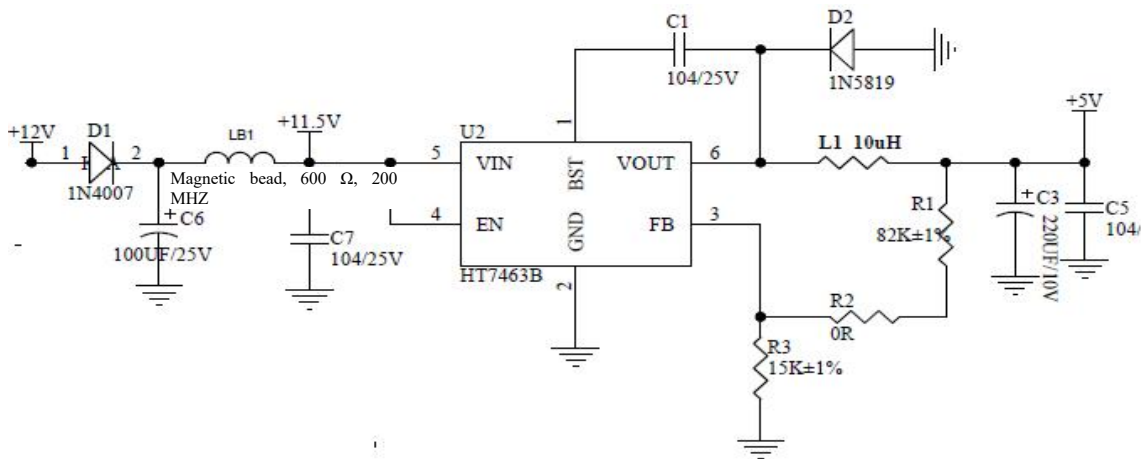 C1
104/25V
D2
1N5819
+12V
1
D1
2
1N4007
LB1
+11.5V
Magnetic bead, 600 Ω, 200
MHZ
C6
100UF/25V
C7
104/25V
U2
1
5
VIN
BST
VOUT
6
4
EN
GND
FB
3
HT7463B
2
L1 10uH
+5V
R1
82K±1%
C3
220UF/10V
C5
104/
R2
0R
R3
15K±1%